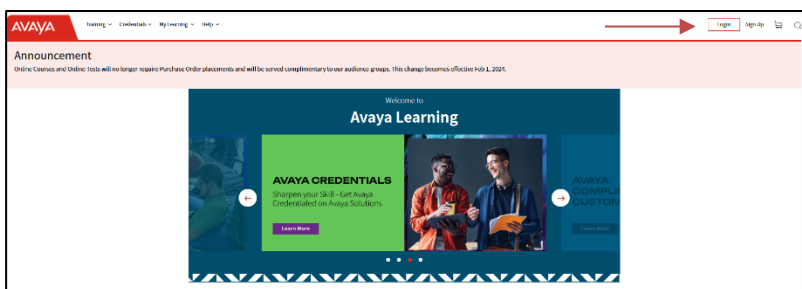 AVAYA
Training Credentials My Learning Help
Login Sign Up
Announcement
Online Courses and Online Tests will no longer require Purchase Order placements and will be served complimentary to our audience groups. This change becomes effective Feb 1, 2024.
Welcome to
Avaya Learning
AVAYA CREDENTIALS
Sharpen your Skill - Get Avaya
Credentialed on Avaya Solutions
Learn More
AVAYA
COMPLI
CUSTOM
Learn More